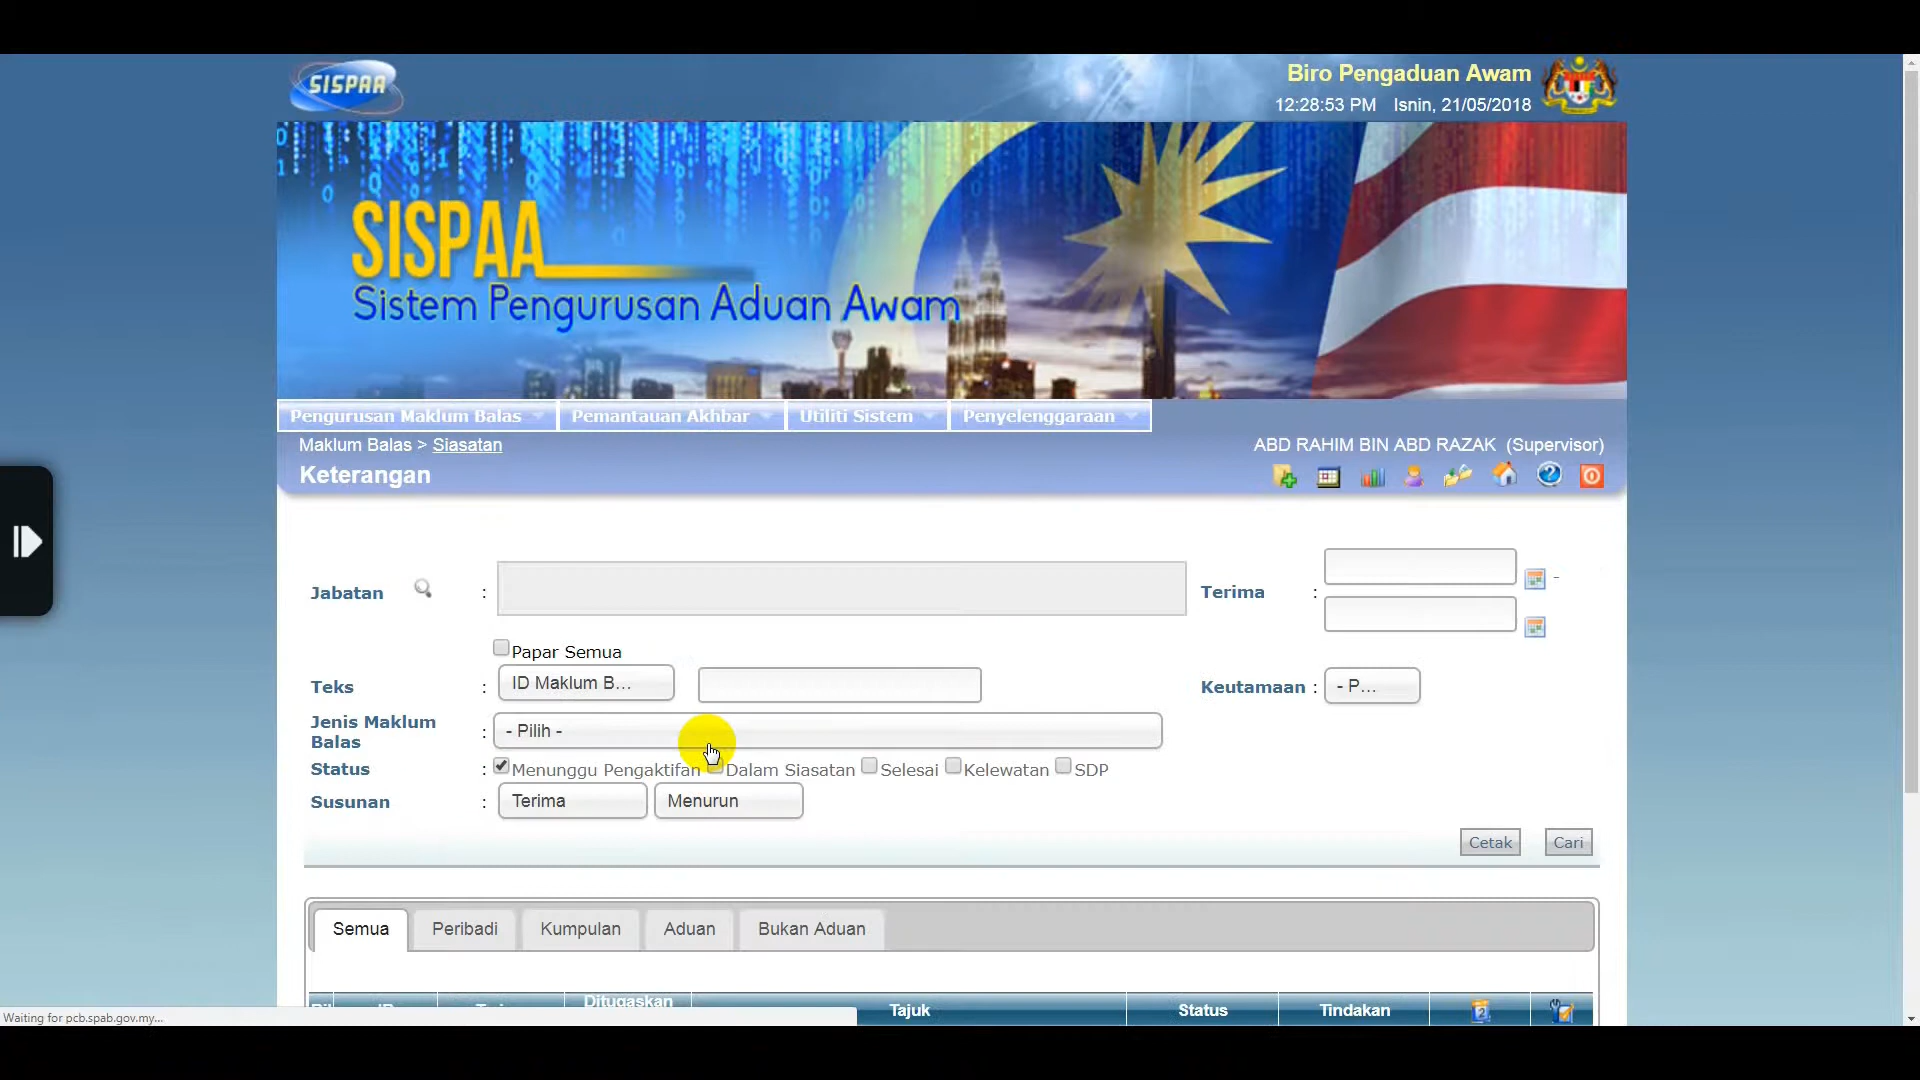 SISPAA
Biro Pengaduan Awam
12:28:53 PM Isnin, 21/05/2018
SISPAA
Sistem Pengurusan Aduan Awam
Pengurusan Maklum Balas Pemantauan Akhbar Utiliti Sistem Penyelenggaraan
Maklum Balas > Siasatan ABD RAHIM BIN ABD RAZAK (Supervisor)
Keterangan
Jabatan : Terima : -
Papar Semua
Teks : ID Maklum B... Keutamaan : - P...
Jenis Maklum Balas : - Pilih -
Status : Menunggu Pengaktifan Dalam Siasatan Selesai Kelewatan SDP
Susunan : Terima Menurun
Cetak Cari
Semua Peribadi Kumpulan Aduan Bukan Aduan
Ditugaskan Tajuk Status Tindakan
Waiting for pcb.spab.gov.my...